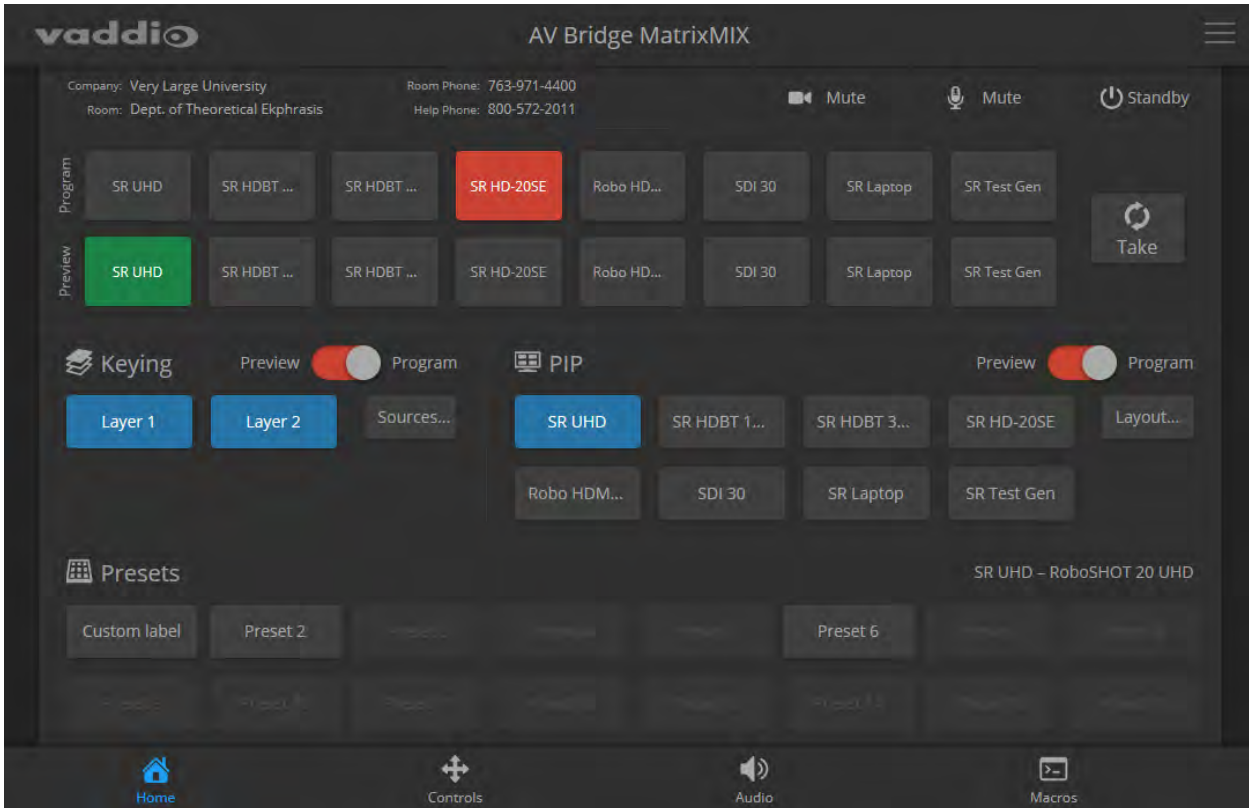 vaddio
AV Bridge MatrixMIX
Company: Very Large University
Room: Dept. of Theoretical Ekphrasis
Room Phone: 763-971-4400
Help Phone: 800-572-2011
Mute
Mute
Standby
Program
SR UHD
SR HDBT ...
SR HDBT ...
SR HD-20SE
Robo HD...
SDI 30
SR Laptop
SR Test Gen
Preview
SR UHD
SR HDBT ...
SR HDBT ...
SR HD-20SE
Robo HD...
SDI 30
SR Laptop
SR Test Gen
Take
Keying
Preview
Program
Layer 1
Layer 2
Sources...
PIP
Preview
Program
SR UHD
SR HDBT 1...
SR HDBT 3...
SR HD-20SE
Layout...
Robo HDM...
SDI 30
SR Laptop
SR Test Gen
Presets
SR UHD – RoboSHOT 20 UHD
Custom label
Preset 2
Preset 6
Home
Controls
Audio
Macros